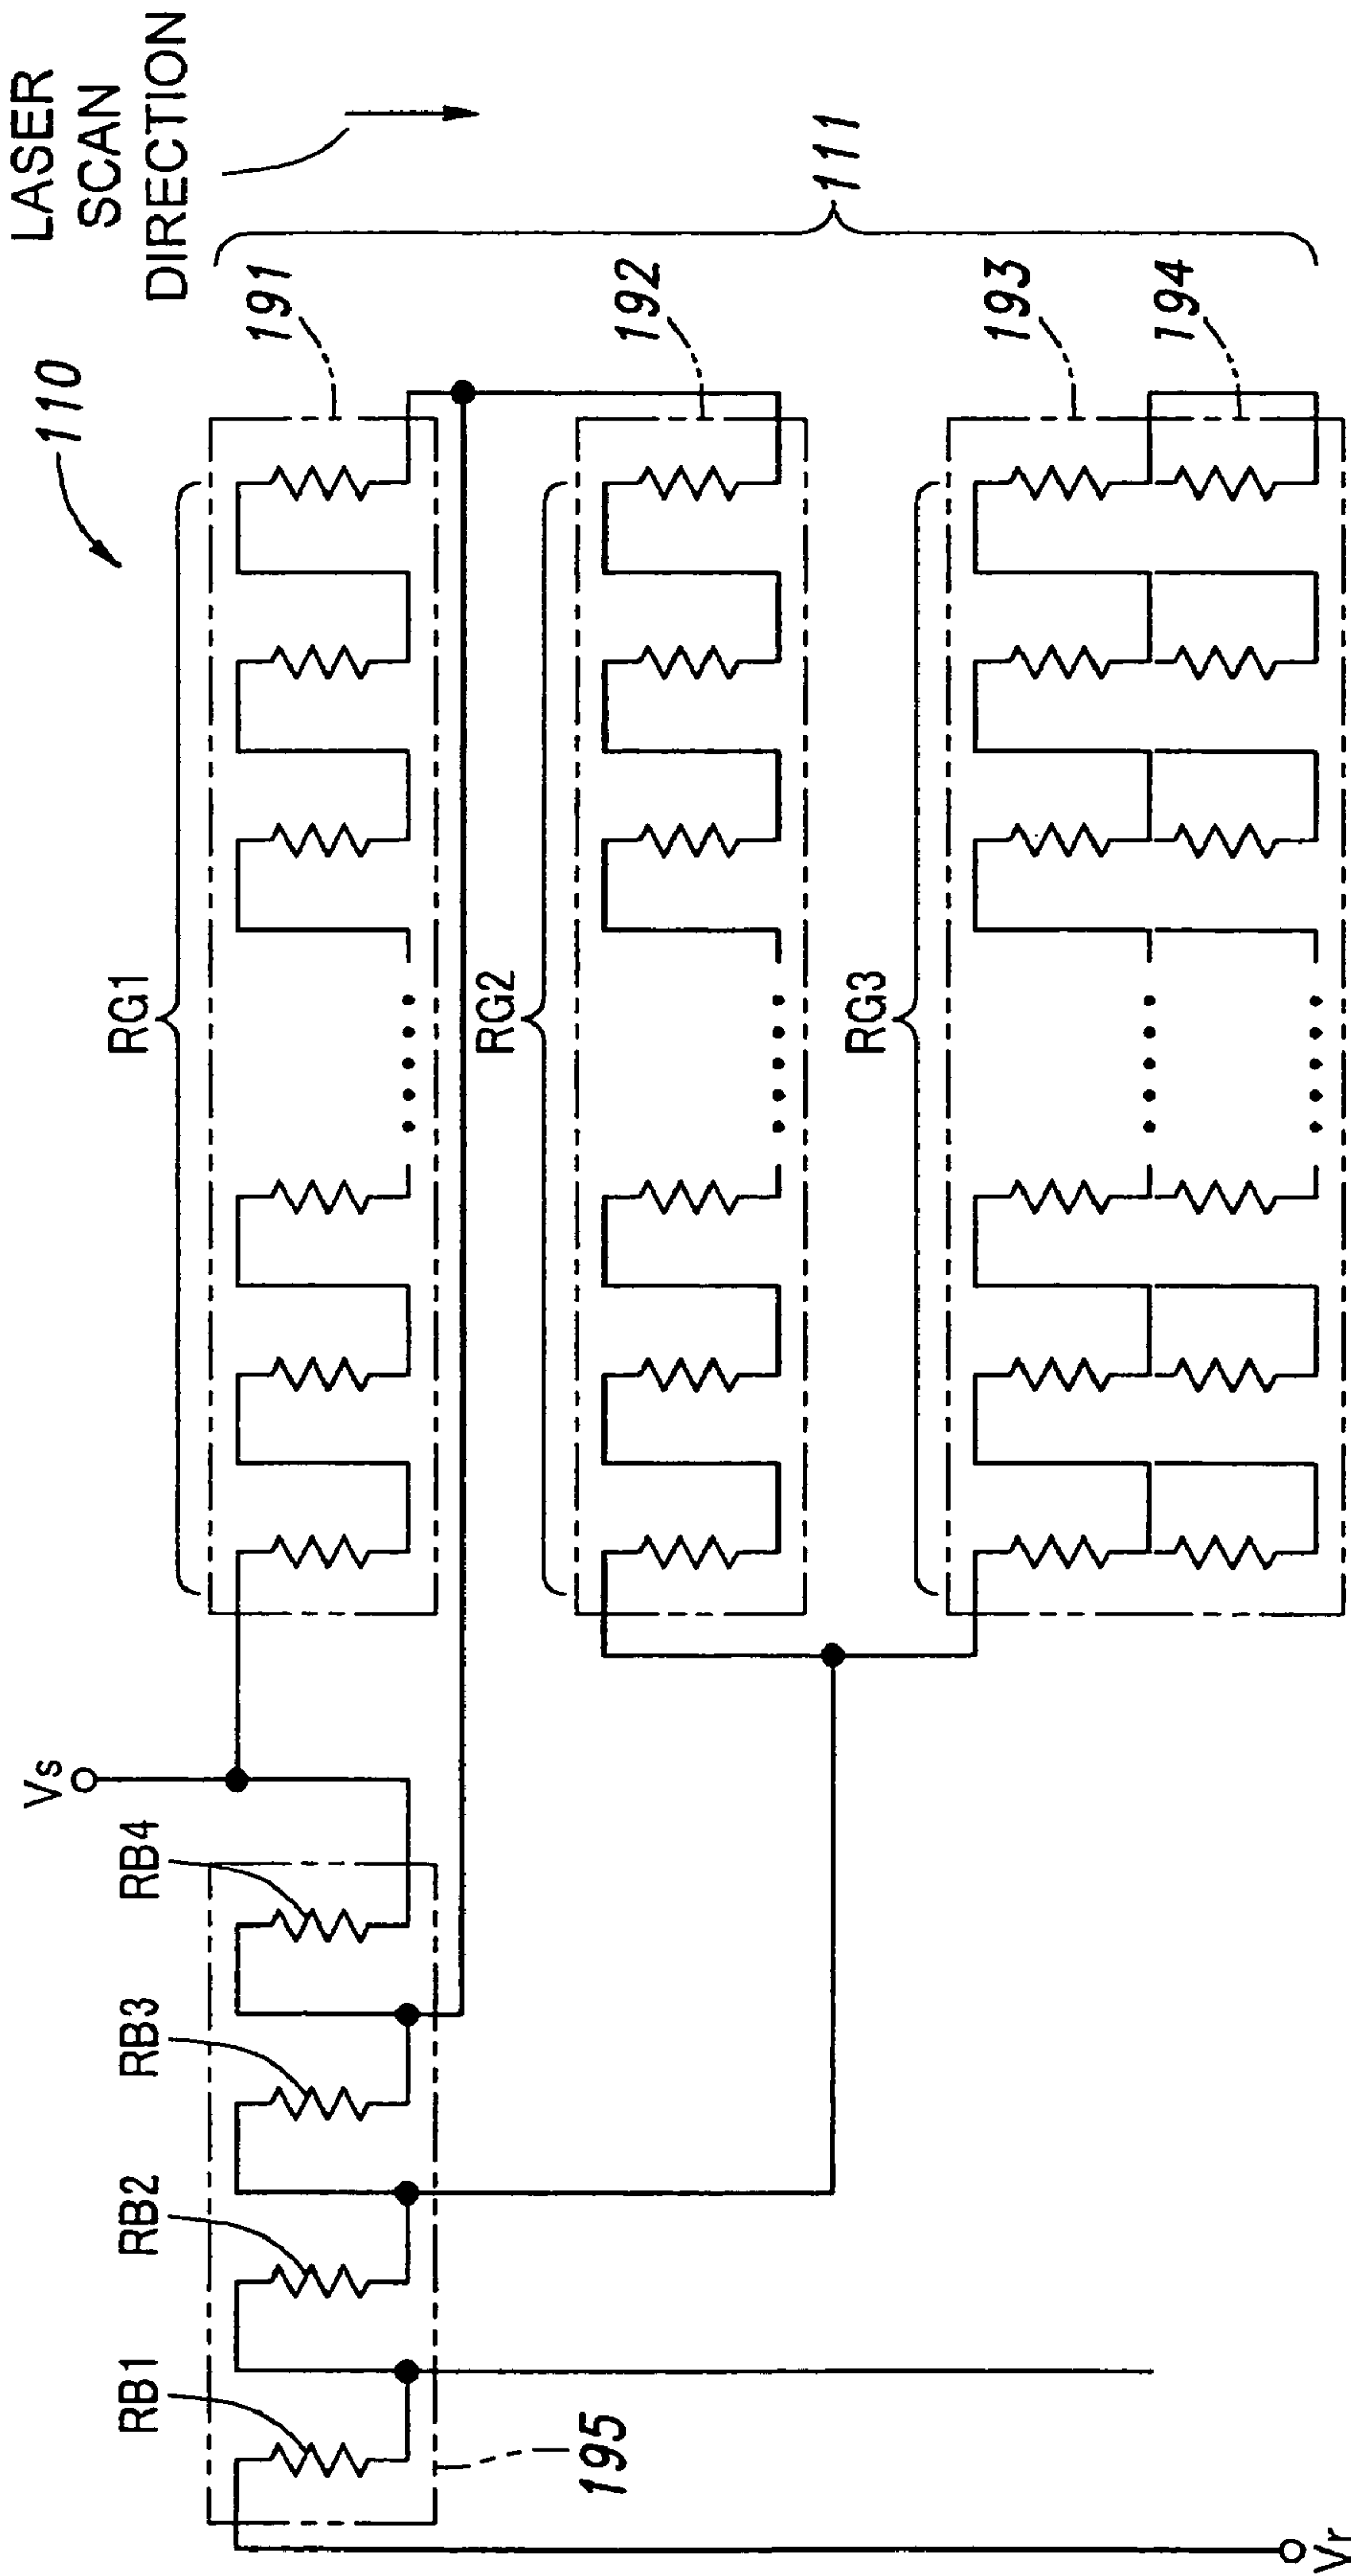 LASER
SCAN
DIRECTION
110
111
191
192
193
194
RG1
RG2
RG3
Vs
RB4
RB3
RB2
RB1
195
Vr